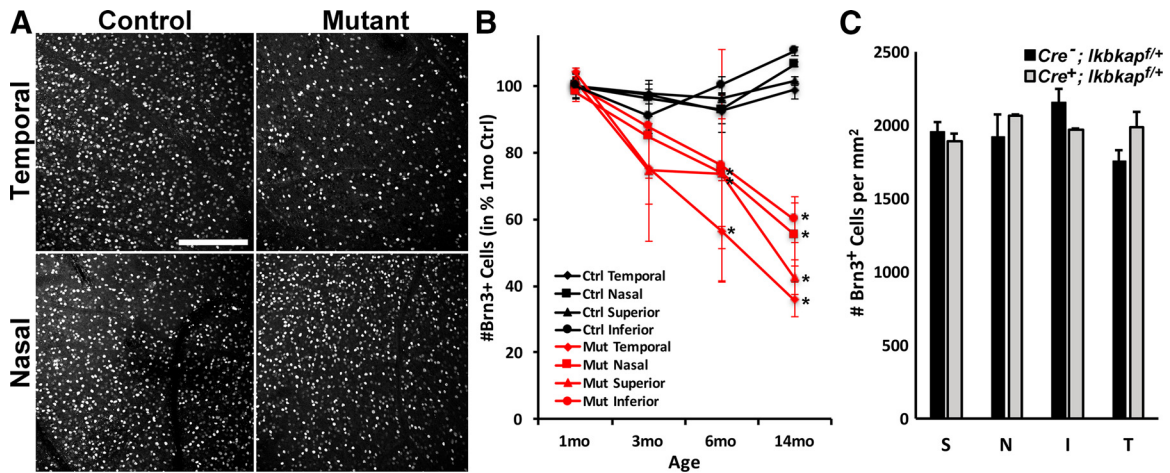 A
Control
Mutant
Temporal
Nasal
B
#Brn3+ Cells (in % 1mo Ctrl)
100
80
60
40
20
0
Ctrl Temporal
Ctrl Nasal
Ctrl Superior
Ctrl Inferior
Mut Temporal
Mut Nasal
Mut Superior
Mut Inferior
*
*
*
*
*
*
*
1mo
3mo
6mo
14mo
Age
C
# Brn3⁺ Cells per mm²
2500
2000
1500
1000
500
0
Cre⁻; Ikbkap^f/+
Cre⁺; Ikbkap^f/+
S
N
I
T